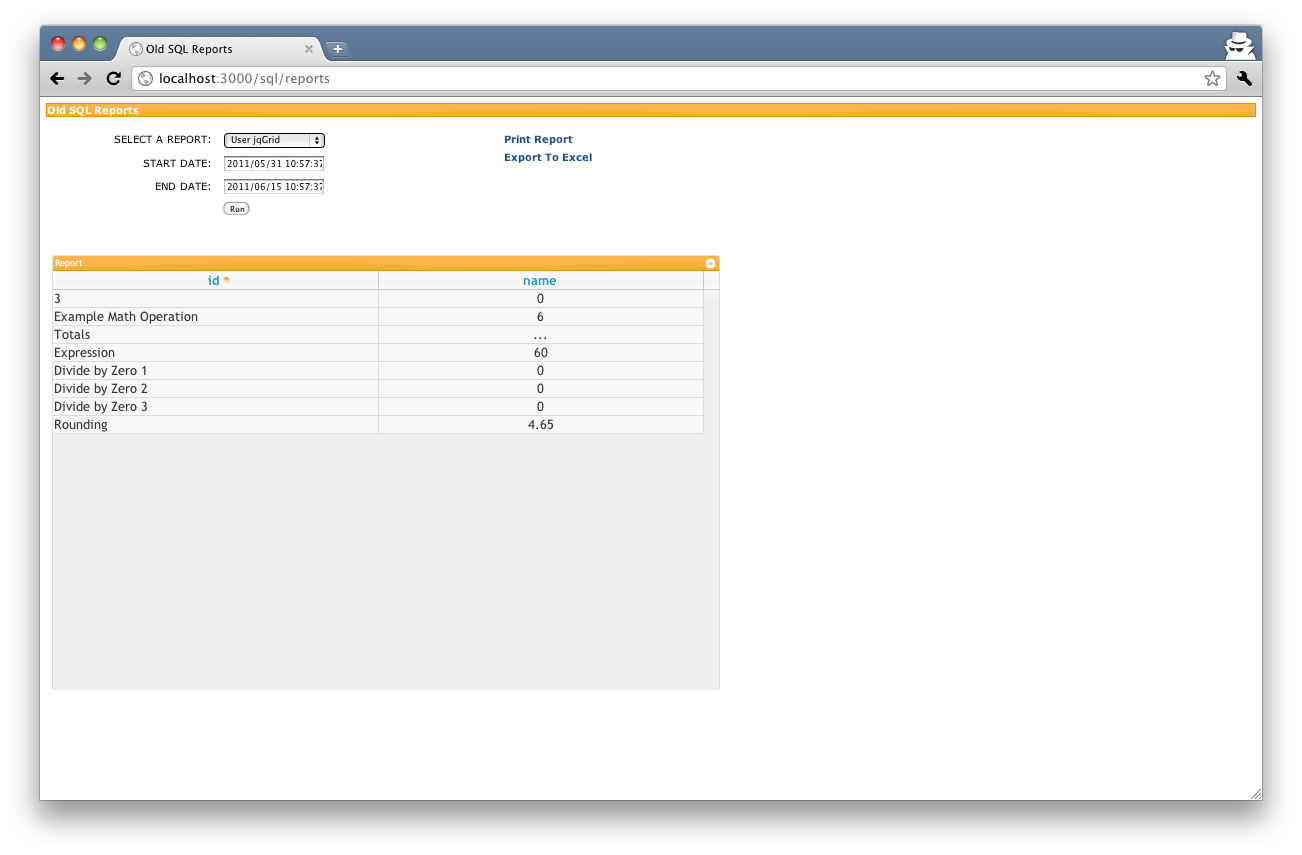 Old SQL Reports
localhost:3000/sql/reports
Old SQL Reports
SELECT A REPORT: User jqGrid Print Report
START DATE: 2011/05/31 10:57:37 Export To Excel
END DATE: 2011/06/15 10:57:37
Run
Report
id name
3 0
Example Math Operation 6
Totals ...
Expression 60
Divide by Zero 1 0
Divide by Zero 2 0
Divide by Zero 3 0
Rounding 4.65